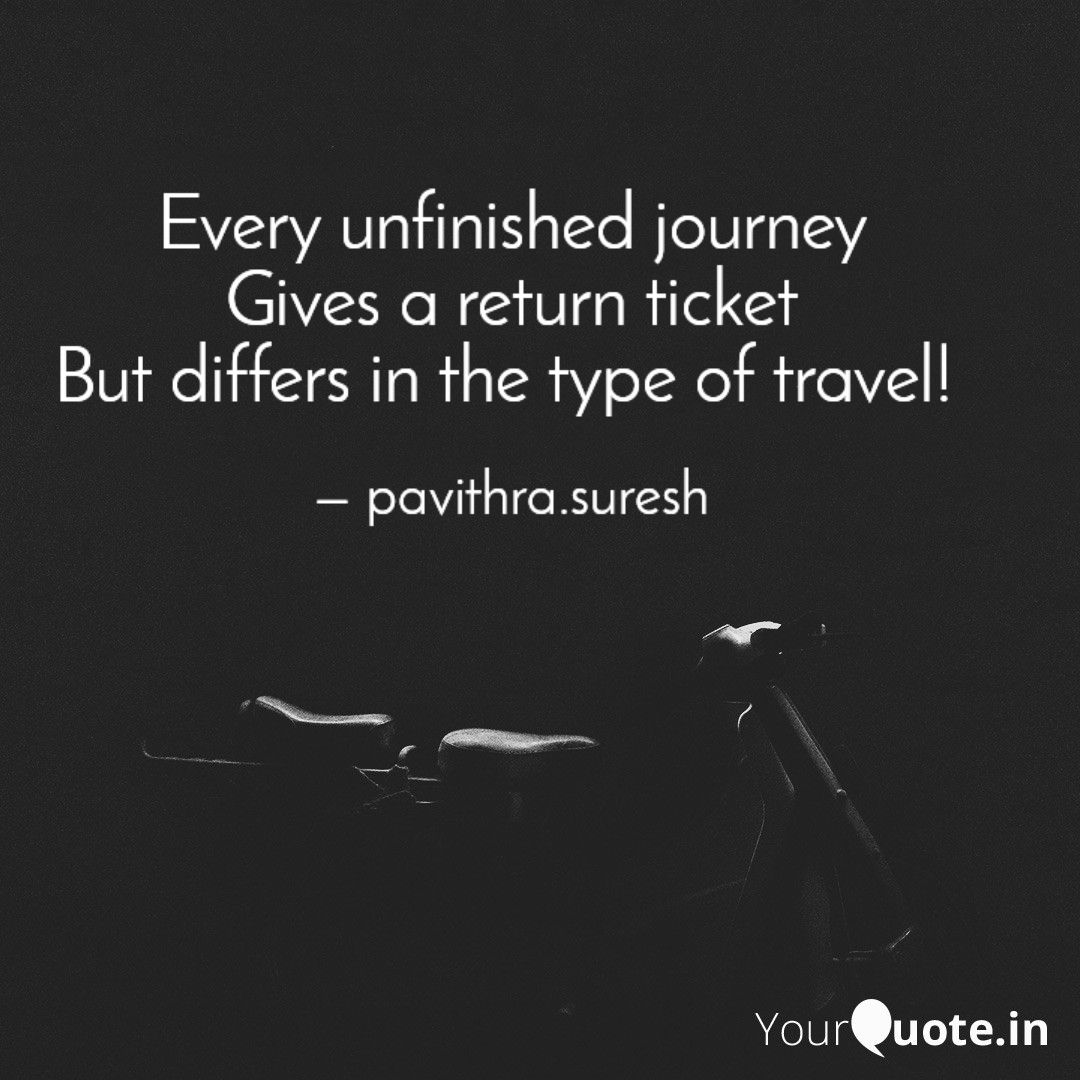 Every unfinished journey
Gives a return ticket
But differs in the type of travel!
– pavithra.suresh
YourQuote.in